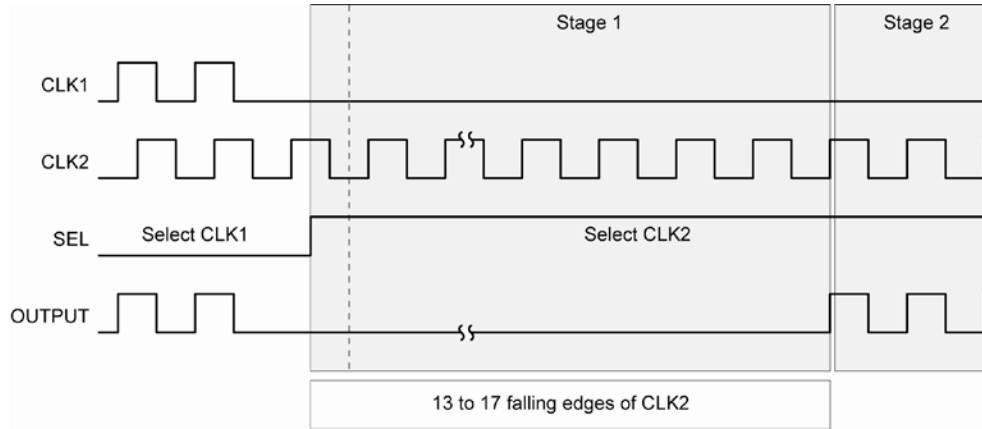 Stage 1
Stage 2
CLK1
CLK2
SEL
Select CLK1
Select CLK2
OUTPUT
13 to 17 falling edges of CLK2